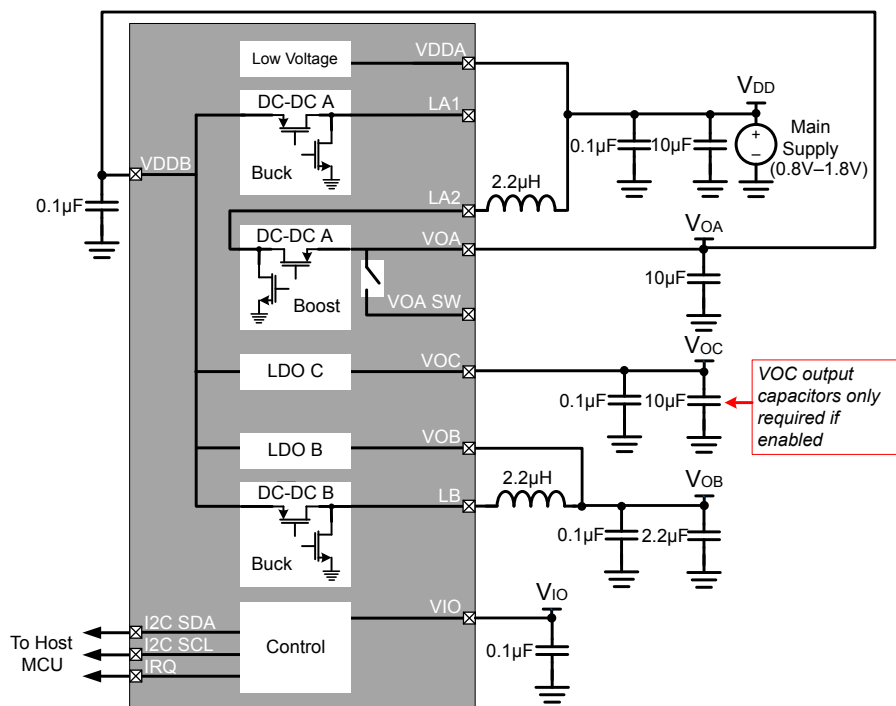 VDDA
Low Voltage
DC-DC A
LA1
Buck
VDDB
0.1µF
VDD
0.1µF
10µF
+
–
Main
Supply
(0.8V–1.8V)
LA2
2.2µH
DC-DC A
VOA
Boost
VOA SW
VOA
10µF
LDO C
VOC
VOC
0.1µF
10µF
VOC output
capacitors only
required if
enabled
LDO B
VOB
DC-DC B
LB
Buck
2.2µH
VOB
0.1µF
2.2µF
To Host
MCU
I2C SDA
I2C SCL
IRQ
Control
VIO
VIO
0.1µF